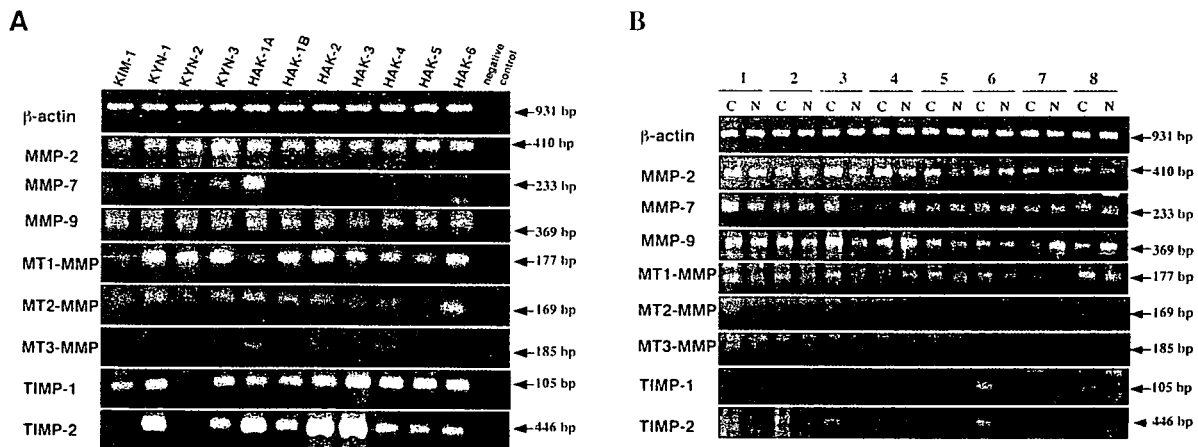 A
KIM-1 KYN-1 KYN-2 KYN-3 HAK-1A HAK-1B HAK-2 HAK-3 HAK-4 HAK-5 HAK-6 negative control
β-actin 931 bp
MMP-2 410 bp
MMP-7 233 bp
MMP-9 369 bp
MT1-MMP 177 bp
MT2-MMP 169 bp
MT3-MMP 185 bp
TIMP-1 105 bp
TIMP-2 446 bp
B
1 2 3 4 5 6 7 8
C N C N C N C N C N C N C N C N
β-actin 931 bp
MMP-2 410 bp
MMP-7 233 bp
MMP-9 369 bp
MT1-MMP 177 bp
MT2-MMP 169 bp
MT3-MMP 185 bp
TIMP-1 105 bp
TIMP-2 446 bp